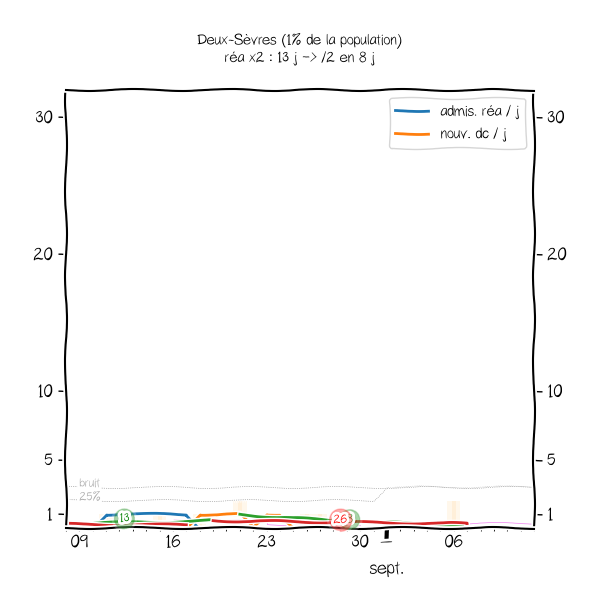 Deux-Sèvres (1% de la population)
réa x2 : 13 j -> /2 en 8 j
admis. réa / j
nouv. dc / j
30 30
20 20
10 10
5 5
bruit
25%
1 1
13 26
09 16 23 30 06
sept.